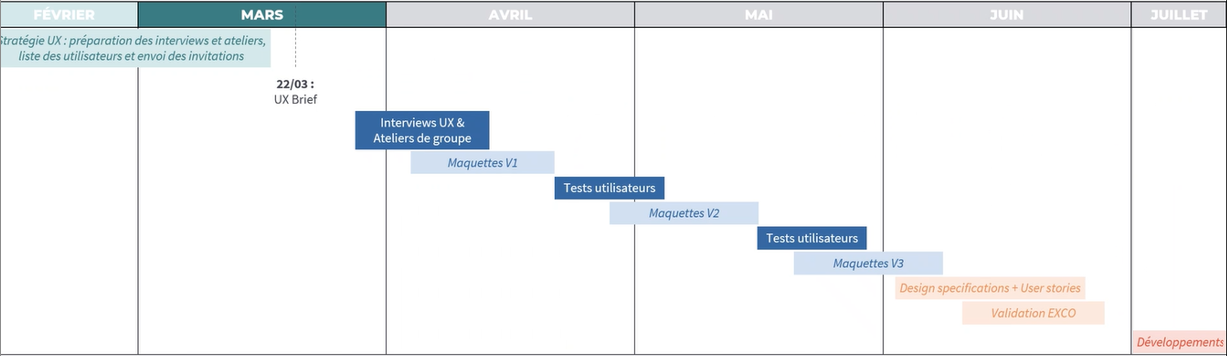 FÉVRIER MARS AVRIL MAI JUIN JUILLET
Stratégie UX : préparation des interviews et ateliers,
liste des utilisateurs et envoi des invitations
22/03 :
UX Brief
Interviews UX &
Ateliers de groupe
Maquettes V1
Tests utilisateurs
Maquettes V2
Tests utilisateurs
Maquettes V3
Design specifications + User stories
Validation EXCO
Développements